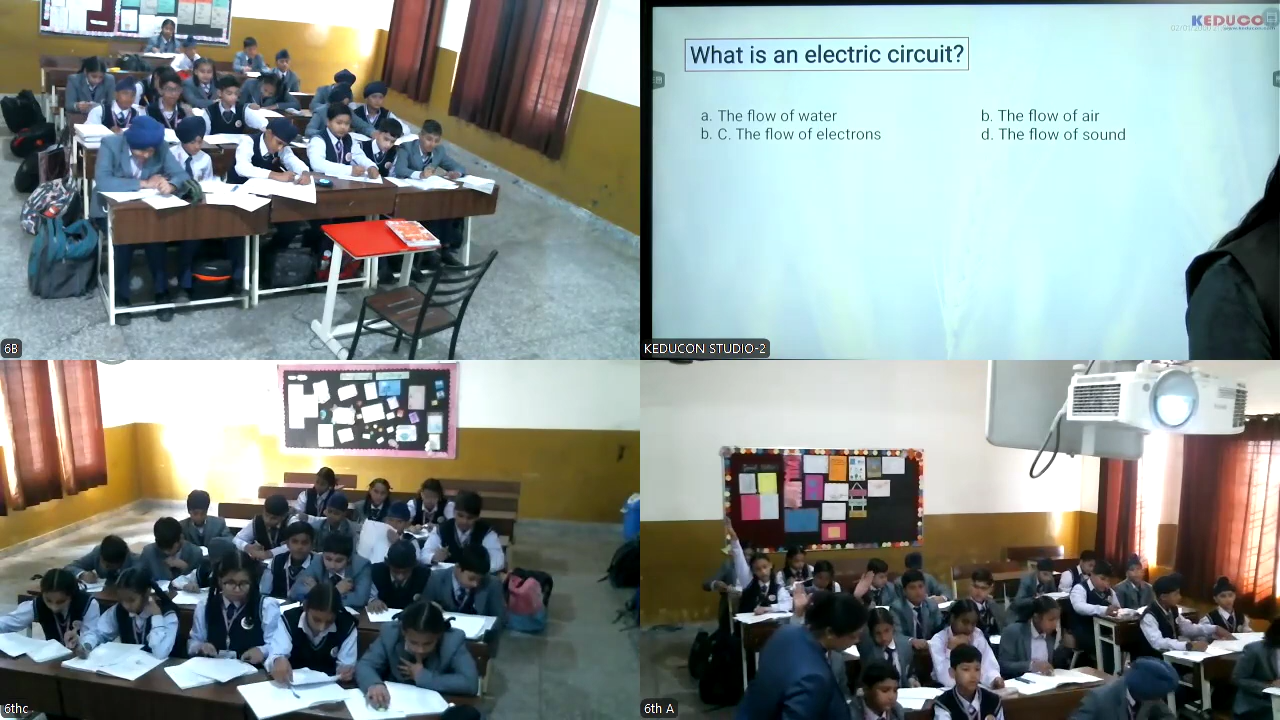 6B
KEDUCON STUDIO-2
KEDUCO
What is an electric circuit?
a. The flow of water
b. The flow of air
b. C. The flow of electrons
d. The flow of sound
6thc
6th A